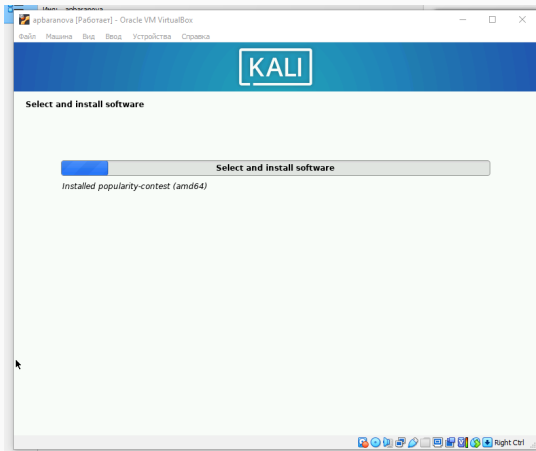 apbaranova [Работает] - Oracle VM VirtualBox
Файл Машина Вид Ввод Устройства Справка
KALI
Select and install software
Select and install software
Installed popularity-contest (amd64)
Right Ctrl